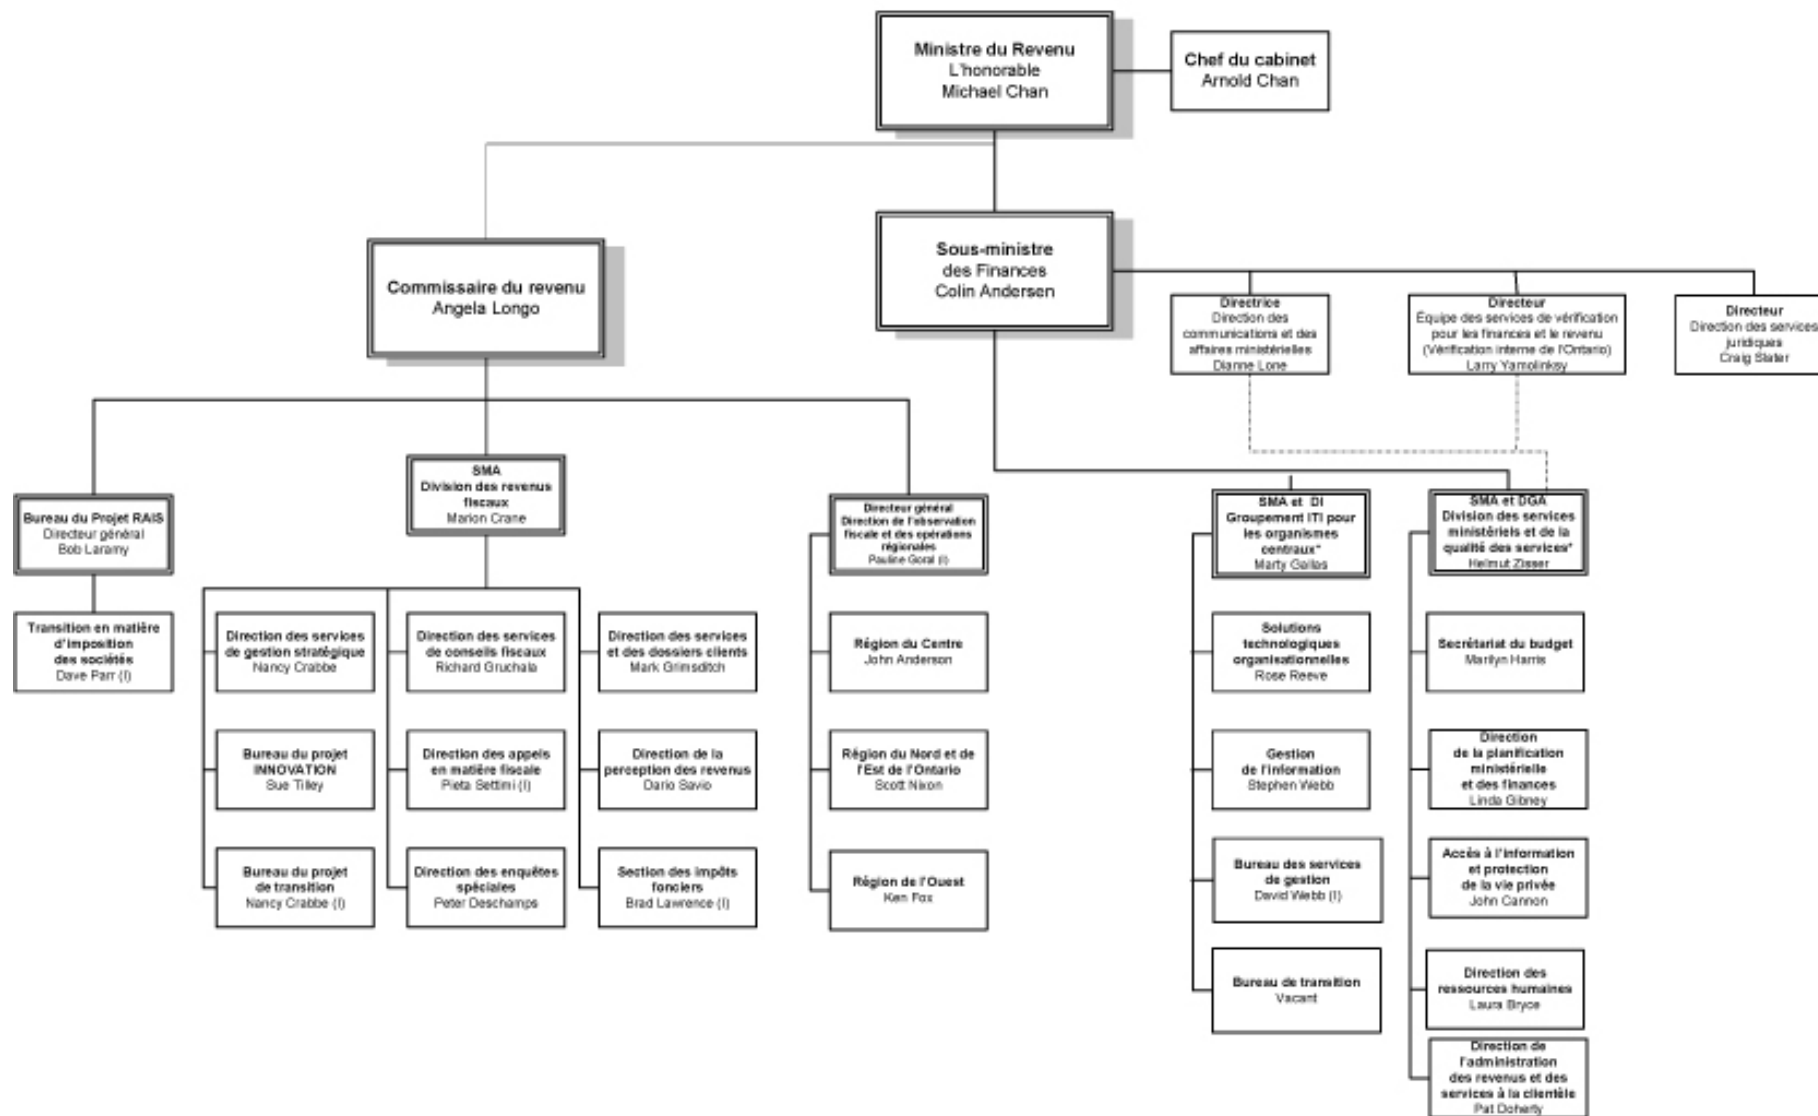 Ministre du Revenu
L'honorable
Michael Chan
Chef du cabinet
Arnold Chan
Commissaire du revenu
Angela Longo
Sous-ministre
des Finances
Colin Andersen
Directrice
Direction des
communications et des
affaires ministérielles
Dianne Lone
Directeur
Équipe des services de vérification
pour les finances et le revenu
(Vérification interne de l'Ontario)
Larry Yarnolinksy
Directeur
Direction des services
juridiques
Craig Slater
Bureau du Projet RAIS
Directeur général
Bob Laramy
Transition en matière
d'imposition
des sociétés
Dave Parr (I)
SMA
Division des revenus
fiscaux
Marion Crane
Direction des services
de gestion stratégique
Nancy Crabbe
Bureau du projet
INNOVATION
Sue Tilley
Bureau du projet
de transition
Nancy Crabbe (I)
Direction des services
de conseils fiscaux
Richard Gruchala
Direction des appels
en matière fiscale
Pieta Settimi (I)
Direction des enquêtes
spéciales
Peter Deschamps
Direction des services
et des dossiers clients
Mark Grimsditch
Direction de la
perception des revenus
Dario Savio
Section des impôts
fonciers
Brad Lawrence (I)
Directeur général
Direction de l'observation
fiscale et des opérations
régionales
Pauline Goral (I)
Région du Centre
John Anderson
Région du Nord et de
l'Est de l'Ontario
Scott Nixon
Région de l'Ouest
Ken Fox
SMA et DI
Groupement ITI pour
les organismes
centraux*
Marty Gallas
Solutions
technologiques
organisationnelles
Rose Reeve
Gestion
de l'information
Stephen Webb
Bureau des services
de gestion
David Webb (I)
Bureau de transition
Vacant
SMA et DGA
Division des services
ministériels et de la
qualité des services*
Helmut Zisser
Secrétariat du budget
Marilyn Harris
Direction
de la planification
ministérielle
et des finances
Linda Gibney
Accès à l'information
et protection
de la vie privée
John Cannon
Direction des
ressources humaines
Laura Bryce
Direction de
l'administration
des revenus et des
services à la clientèle
Pat Doherty